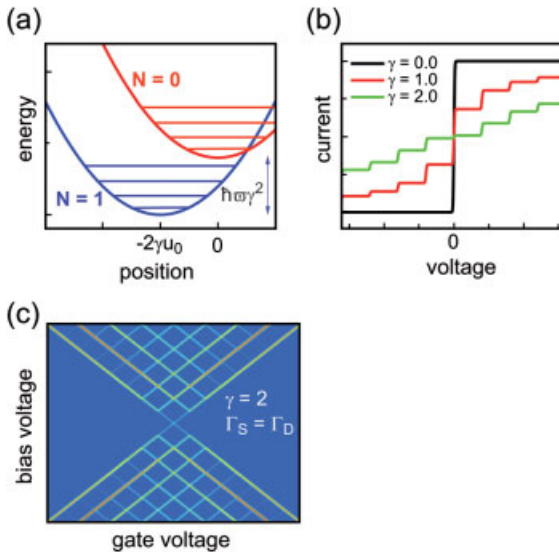 (a)
N = 0
N = 1
ħϖγ²
energy
-2γu₀ 0
position
(b)
γ = 0.0
γ = 1.0
γ = 2.0
current
0
voltage
(c)
γ = 2
Γ_S = Γ_D
bias voltage
gate voltage